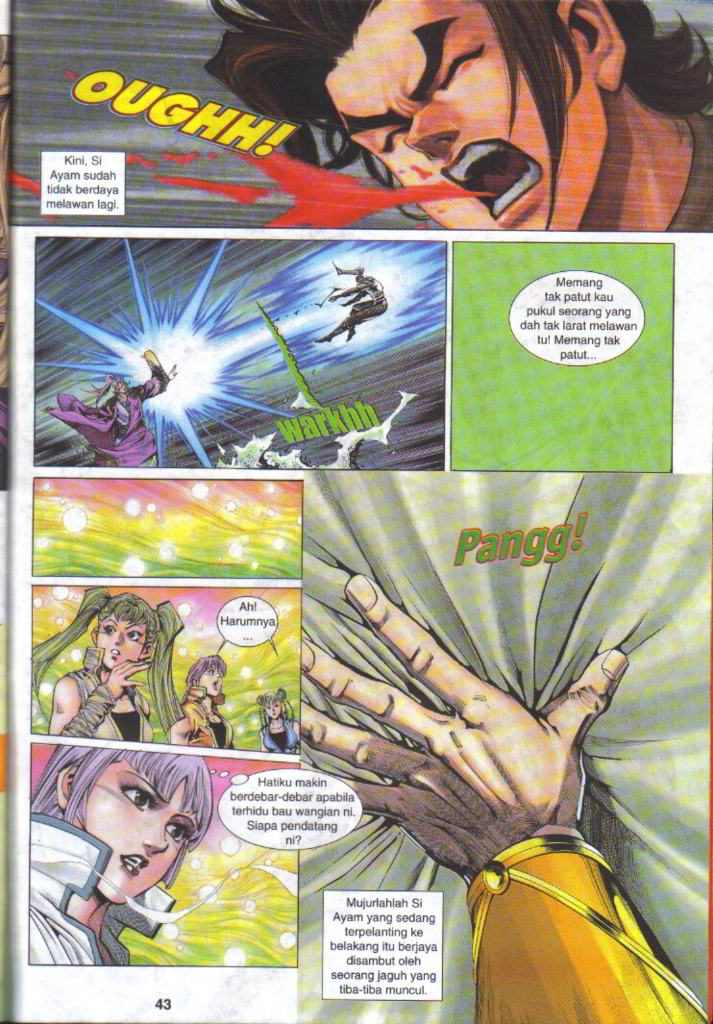 OUGHH!
Kini, Si
Ayam sudah
tidak berdaya
melawan lagi.
warkhh
Memang
tak patut kau
pukul seorang yang
dah tak larat melawan
tu! Memang tak
patut...
Pangg!
Ah!
Harumnya
...
Hatiku makin
berdebar-debar apabila
terhidu bau wangian ni.
Siapa pendatang
ni?
Mujurlahlah Si
Ayam yang sedang
terpelanting ke
belakang itu berjaya
disambut oleh
seorang jaguh yang
tiba-tiba muncul.
43